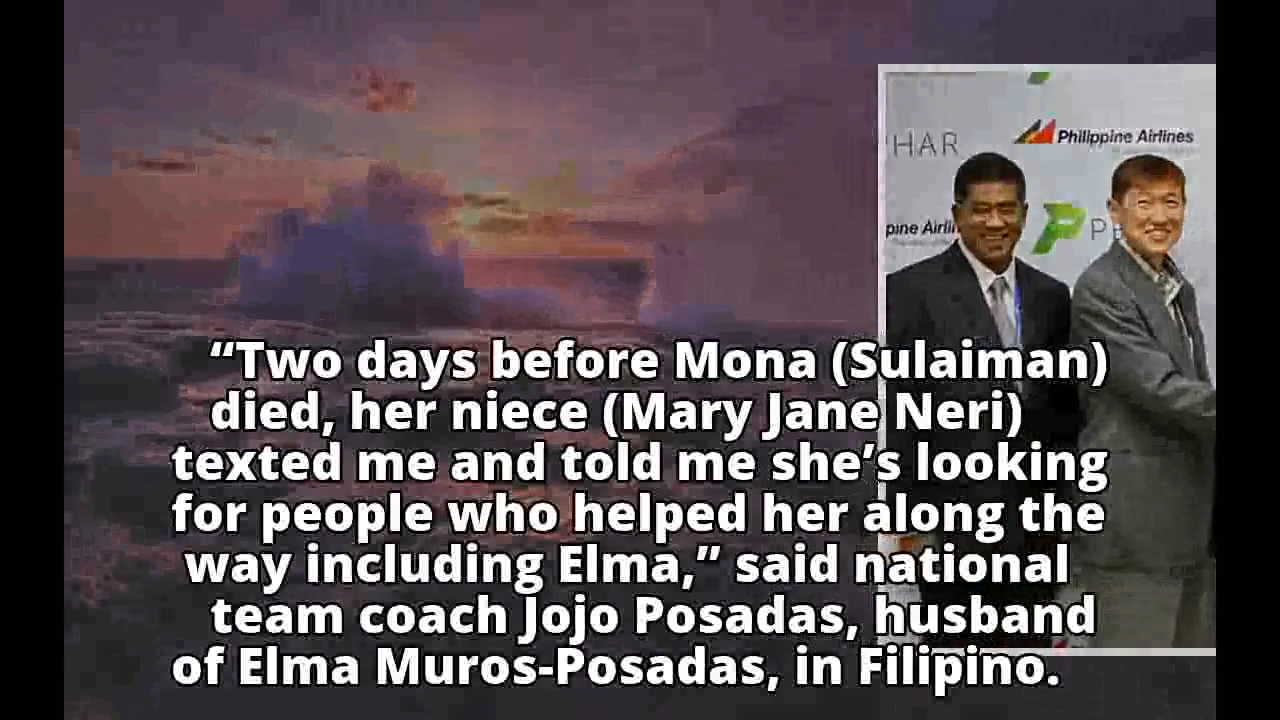 HAR
Philippine Airlines
pine Airli
P
“Two days before Mona (Sulaiman)
died, her niece (Mary Jane Neri)
texted me and told me she’s looking
for people who helped her along the
way including Elma,” said national
team coach Jojo Posadas, husband
of Elma Muros-Posadas, in Filipino.